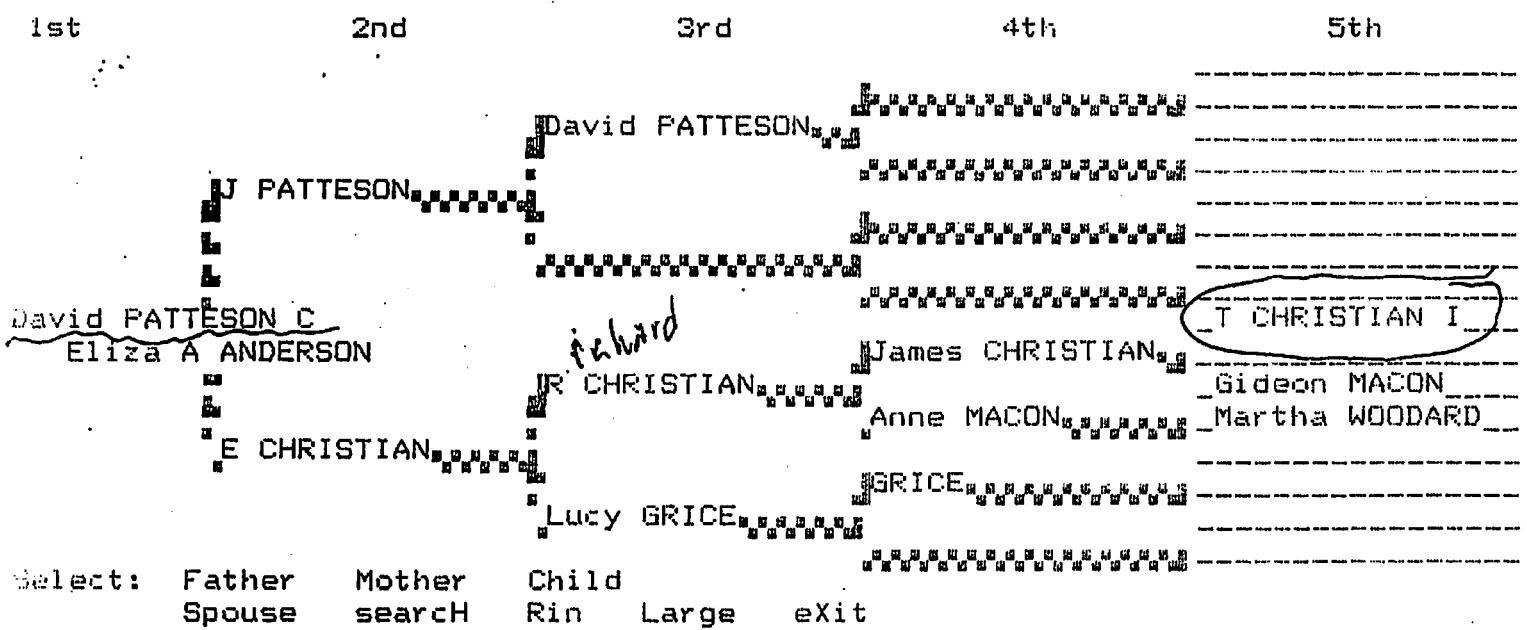 1st 2nd 3rd 4th 5th
David PATTESON
J PATTESON
T CHRISTIAN I
David PATTESON C
Eliza A ANDERSON
James CHRISTIAN
R CHRISTIAN
Gideon MACON
Anne MACON
Martha WOODARD
E CHRISTIAN
GRICE
Lucy GRICE
Select: Father Mother Child
Spouse searcH Rin Large eXit